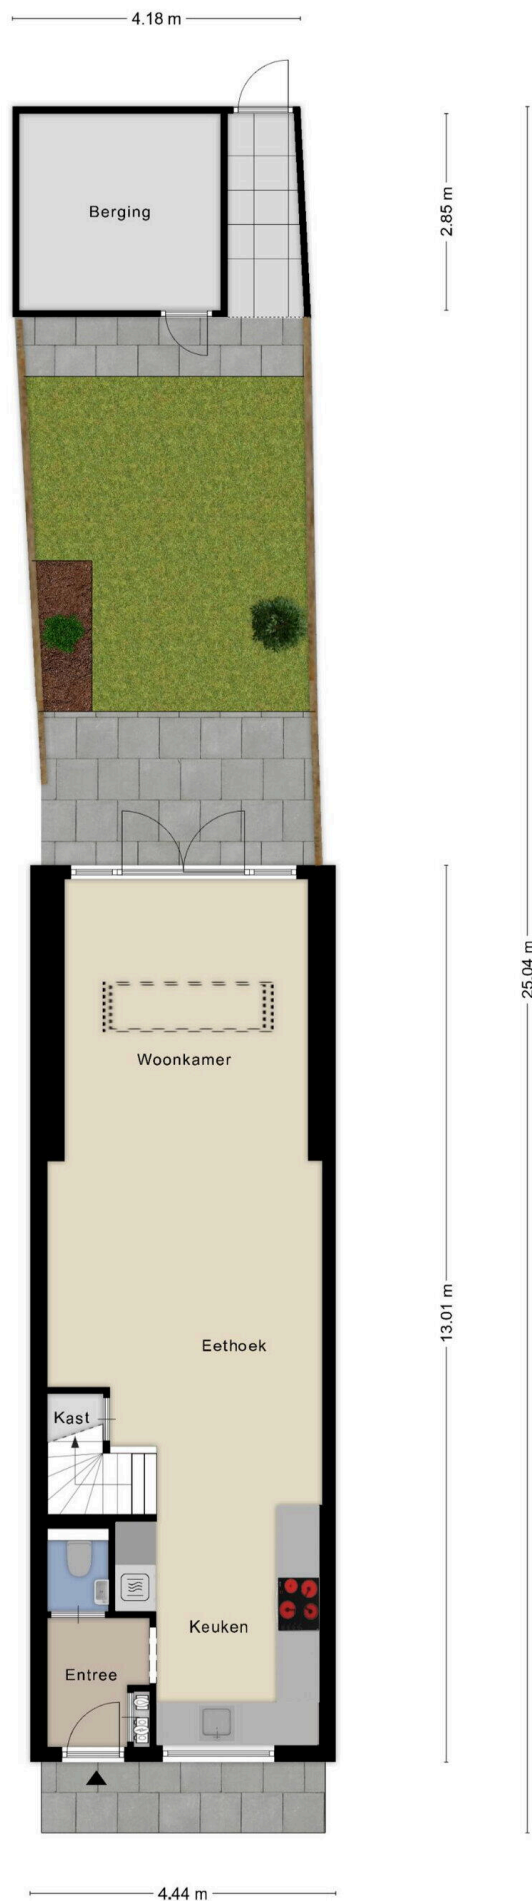 4.18 m
2.85 m
Berging
25.04 m
Woonkamer
13.01 m
Eethoek
Kast
Keuken
Entree
4.44 m